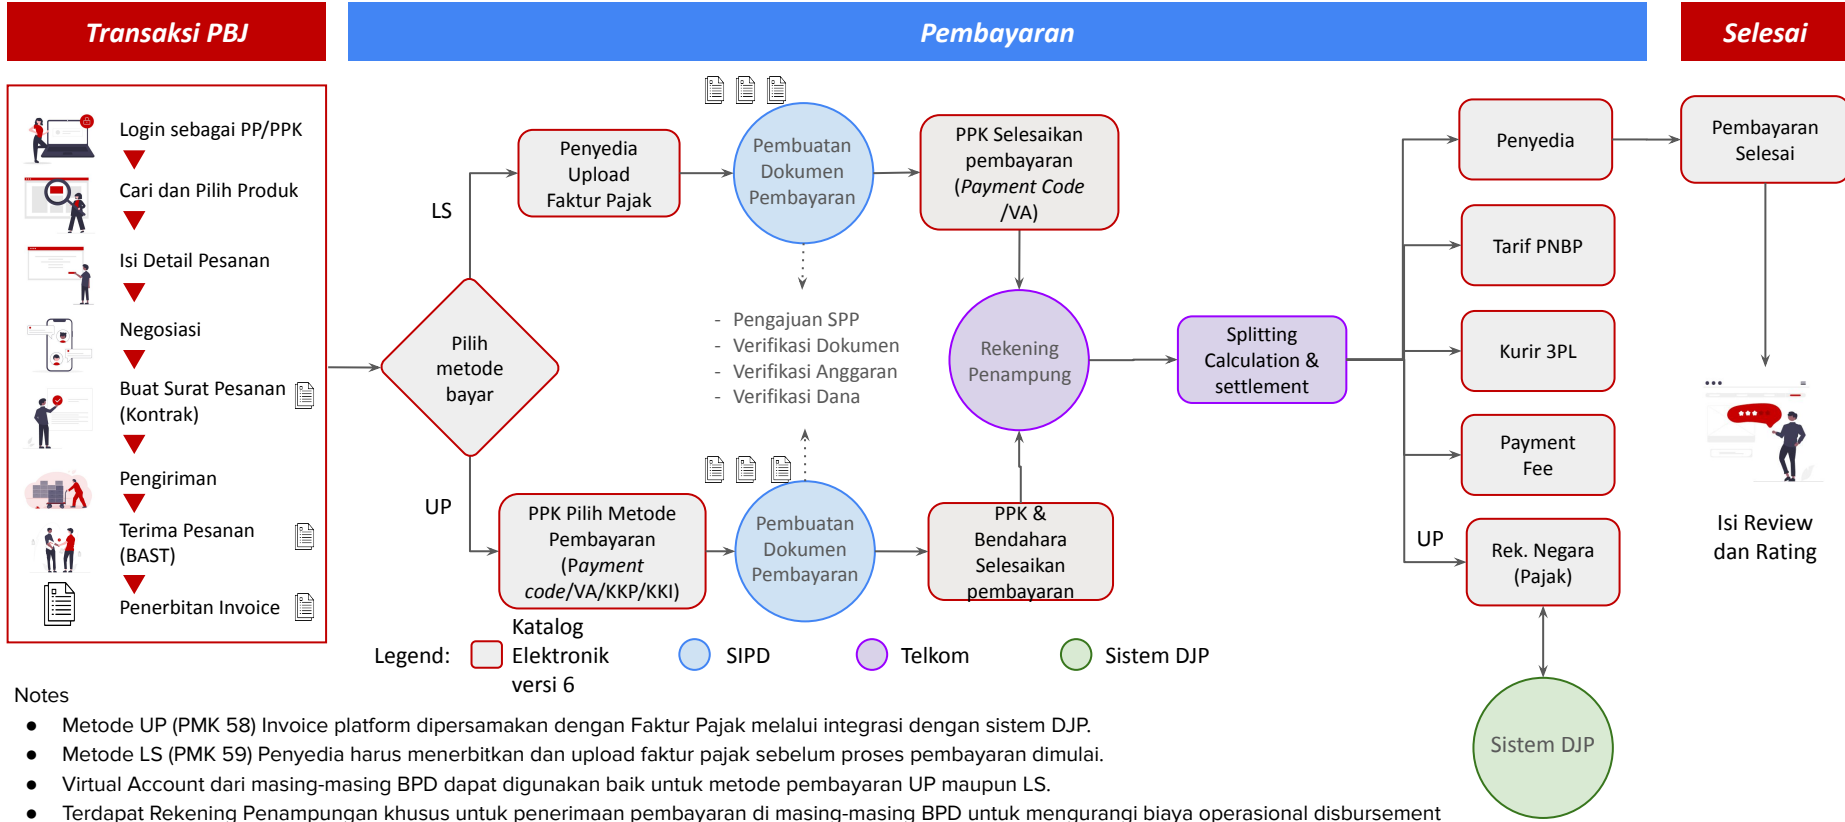 Transaksi PBJ
Pembayaran
Selesai
Login sebagai PP/PPK
Cari dan Pilih Produk
Isi Detail Pesanan
Negosiasi
Buat Surat Pesanan
(Kontrak)
Pengiriman
Terima Pesanan
(BAST)
Penerbitan Invoice
Pilih
metode
bayar
LS
UP
Penyedia
Upload
Faktur Pajak
Pembuatan
Dokumen
Pembayaran
PPK Selesaikan
pembayaran
(Payment Code
/VA)
- Pengajuan SPP
- Verifikasi Dokumen
- Verifikasi Anggaran
- Verifikasi Dana
PPK Pilih Metode
Pembayaran
(Payment
code/VA/KKP/KKI)
Pembuatan
Dokumen
Pembayaran
PPK &
Bendahara
Selesaikan
pembayaran
Rekening
Penampung
Splitting
Calculation &
settlement
Penyedia
Tarif PNBP
Kurir 3PL
Payment
Fee
UP
Rek. Negara
(Pajak)
Sistem DJP
Pembayaran
Selesai
Isi Review
dan Rating
Legend:
Katalog
Elektronik
versi 6
SIPD
Telkom
Sistem DJP
Notes
● Metode UP (PMK 58) Invoice platform dipersamakan dengan Faktur Pajak melalui integrasi dengan sistem DJP.
● Metode LS (PMK 59) Penyedia harus menerbitkan dan upload faktur pajak sebelum proses pembayaran dimulai.
● Virtual Account dari masing-masing BPD dapat digunakan baik untuk metode pembayaran UP maupun LS.
● Terdapat Rekening Penampungan khusus untuk penerimaan pembayaran di masing-masing BPD untuk mengurangi biaya operasional disbursement